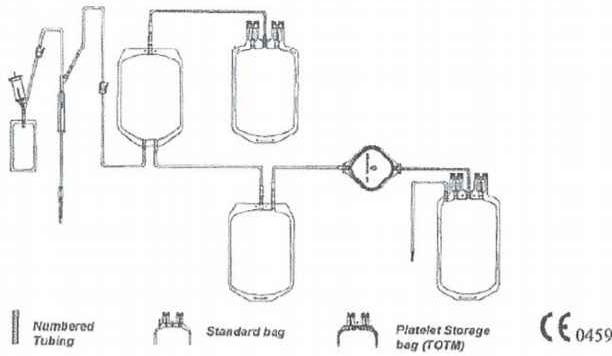 Numbered
Tubing
Standard bag
Platelet Storage
bag (TOTM)
CE 0459